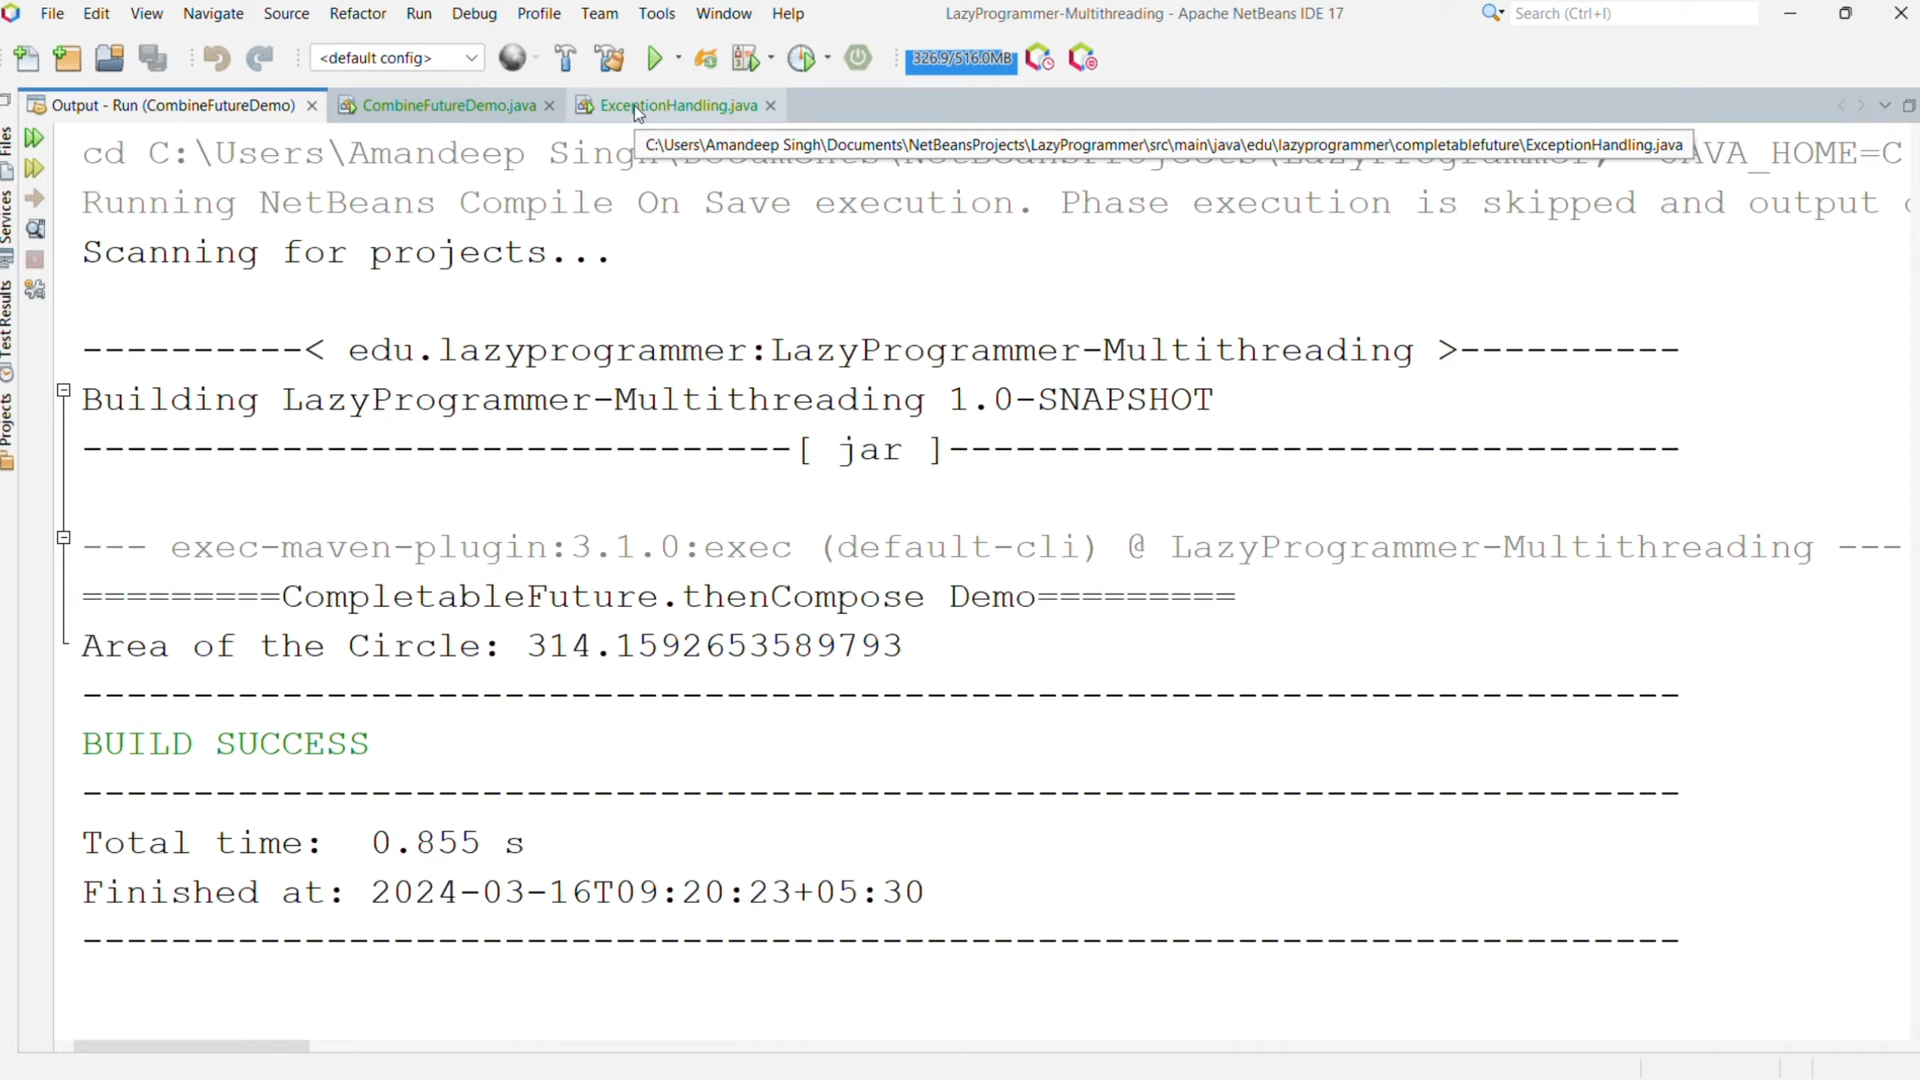 File Edit View Navigate Source Refactor Run Debug Profile Team Tools Window Help
LazyProgrammer-Multithreading - Apache NetBeans IDE 17
Search (Ctrl+I)
<default config>
326.9/516.0MB
Output - Run (CombineFutureDemo)
CombineFutureDemo.java
ExceptionHandling.java
C:\Users\Amandeep Singh\Documents\NetBeansProjects\LazyProgrammer\src\main\java\edu\lazyprogrammer\completablefuture\ExceptionHandling.java
Files
Services
Test Results
Projects
cd C:\Users\Amandeep Singh\Documents\NetBeansProjects\LazyProgrammer; JAVA_HOME=C
Running NetBeans Compile On Save execution. Phase execution is skipped and output
Scanning for projects...
----------< edu.lazyprogrammer:LazyProgrammer-Multithreading >----------
Building LazyProgrammer-Multithreading 1.0-SNAPSHOT
--------------------------------[ jar ]---------------------------------
--- exec-maven-plugin:3.1.0:exec (default-cli) @ LazyProgrammer-Multithreading ---
=========CompletableFuture.thenCompose Demo=========
Area of the Circle: 314.1592653589793
------------------------------------------------------------------------
BUILD SUCCESS
------------------------------------------------------------------------
Total time:  0.855 s
Finished at: 2024-03-16T09:20:23+05:30
------------------------------------------------------------------------